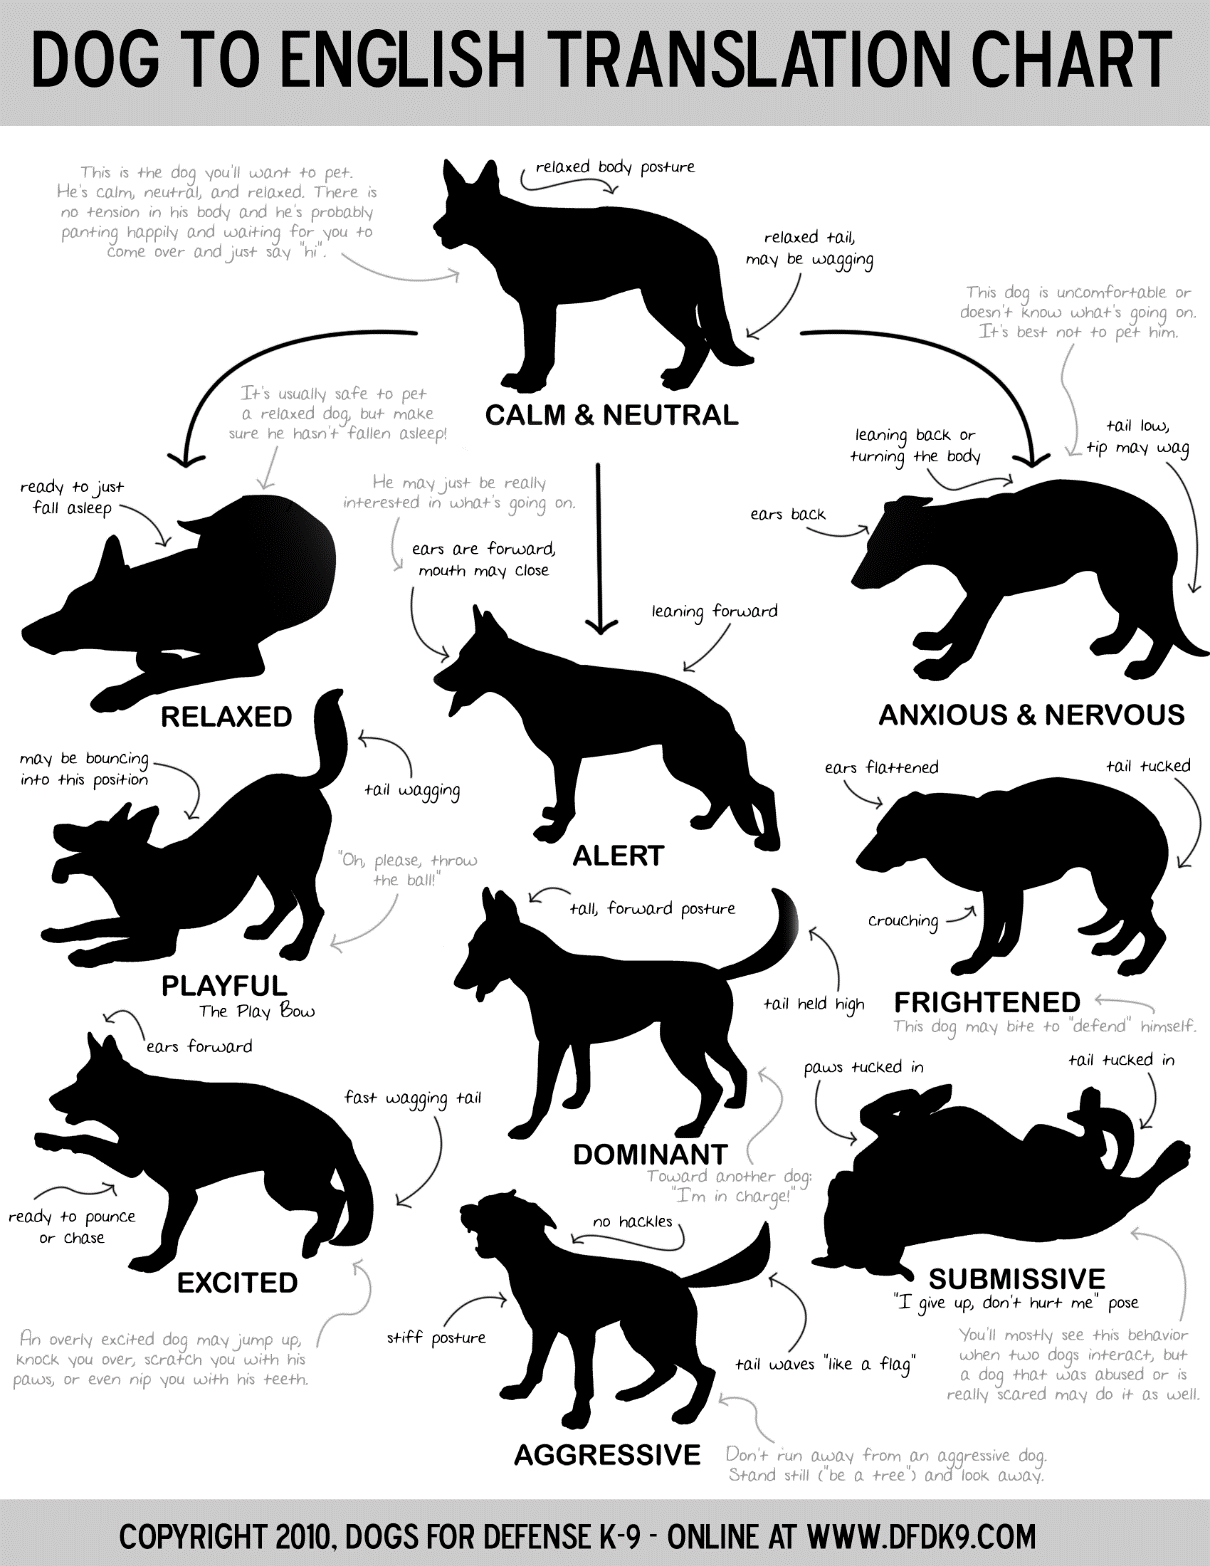 DOG TO ENGLISH TRANSLATION CHART
This is the dog you'll want to pet.
He's calm, neutral, and relaxed. There is
no tension in his body and he's probably
panting happily and waiting for you to
come over and just say "hi".
relaxed body posture
relaxed tail,
may be wagging
CALM & NEUTRAL
This dog is uncomfortable or
doesn't know what's going on.
It's best not to pet him.
It's usually safe to pet
a relaxed dog, but make
sure he hasn't fallen asleep!
ready to just
fall asleep
RELAXED
He may just be really
interested in what's going on.
ears are forward,
mouth may close
leaning forward
ALERT
leaning back or
turning the body
tail low,
tip may wag
ears back
ANXIOUS & NERVOUS
may be bouncing
into this position
tail wagging
"Oh, please, throw
the ball!"
PLAYFUL
The Play Bow
tall, forward posture
tail held high
DOMINANT
Toward another dog:
"I'm in charge!"
ears flattened
tail tucked
crouching
FRIGHTENED
This dog may bite to "defend" himself.
ears forward
fast wagging tail
ready to pounce
or chase
EXCITED
An overly excited dog may jump up,
knock you over, scratch you with his
paws, or even nip you with his teeth.
no hackles
stiff posture
tail waves "like a flag"
AGGRESSIVE
Don't run away from an aggressive dog.
Stand still ("be a tree") and look away.
paws tucked in
tail tucked in
SUBMISSIVE
"I give up, don't hurt me" pose
You'll mostly see this behavior
when two dogs interact, but
a dog that was abused or is
really scared may do it as well.
COPYRIGHT 2010, DOGS FOR DEFENSE K-9 - ONLINE AT WWW.DFDK9.COM